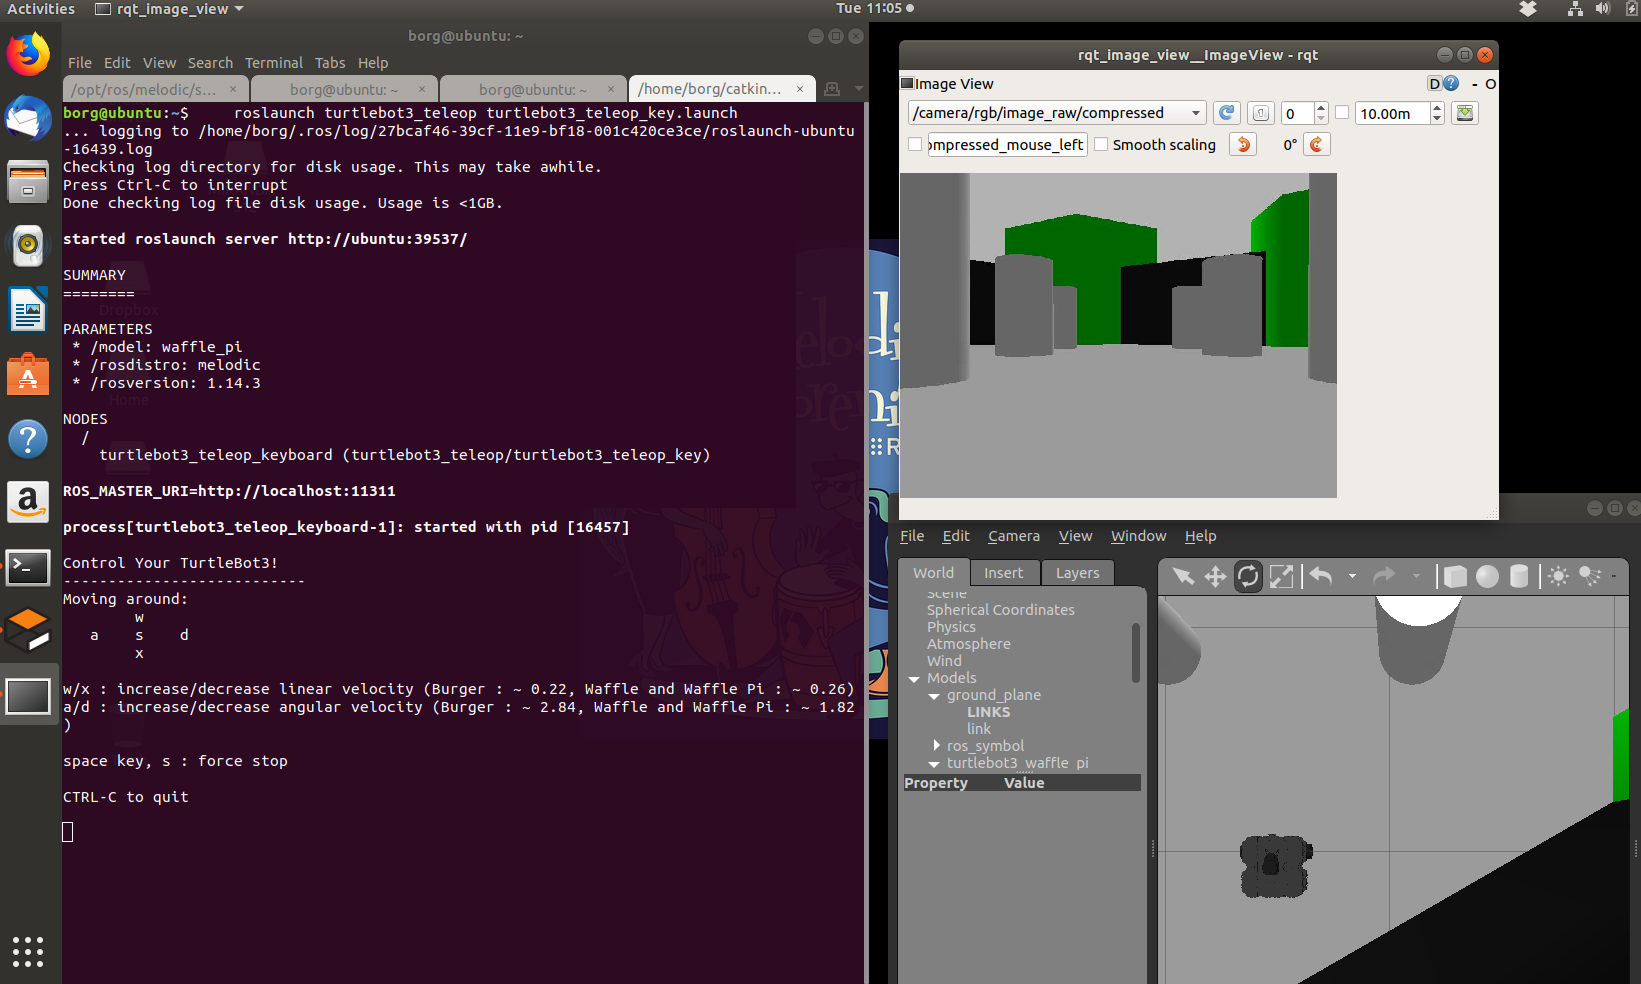 Activities
rqt_image_view
Tue 11:05
borg@ubuntu: ~
File Edit View Search Terminal Tabs Help
/opt/ros/melodic/s... × borg@ubuntu: ~ × borg@ubuntu: ~ × /home/borg/catkin... ×
borg@ubuntu:~$ roslaunch turtlebot3_teleop turtlebot3_teleop_key.launch
... logging to /home/borg/.ros/log/27bcaf46-39cf-11e9-bf18-001c420ce3ce/roslaunch-ubuntu
-16439.log
Checking log directory for disk usage. This may take awhile.
Press Ctrl-C to interrupt
Done checking log file disk usage. Usage is <1GB.
started roslaunch server http://ubuntu:39537/
SUMMARY
========
Dropbox
PARAMETERS
* /model: waffle_pi
* /rosdistro: melodic
* /rosversion: 1.14.3
Home
NODES
/
turtlebot3_teleop_keyboard (turtlebot3_teleop/turtlebot3_teleop_key)
ROS_MASTER_URI=http://localhost:11311
process[turtlebot3_teleop_keyboard-1]: started with pid [16457]
Control Your TurtleBot3!
---------------------------
Moving around:
w
a s d
x
w/x : increase/decrease linear velocity (Burger : ~ 0.22, Waffle and Waffle Pi : ~ 0.26)
a/d : increase/decrease angular velocity (Burger : ~ 2.84, Waffle and Waffle Pi : ~ 1.82
)
space key, s : force stop
CTRL-C to quit
rqt_image_view__ImageView - rqt
Image View
D ? - O
/camera/rgb/image_raw/compressed
0
10.00m
ompressed_mouse_left
Smooth scaling
0°
File Edit Camera View Window Help
World Insert Layers
Scene
Spherical Coordinates
Physics
Atmosphere
Wind
Models
ground_plane
LINKS
link
ros_symbol
turtlebot3_waffle_pi
Property Value